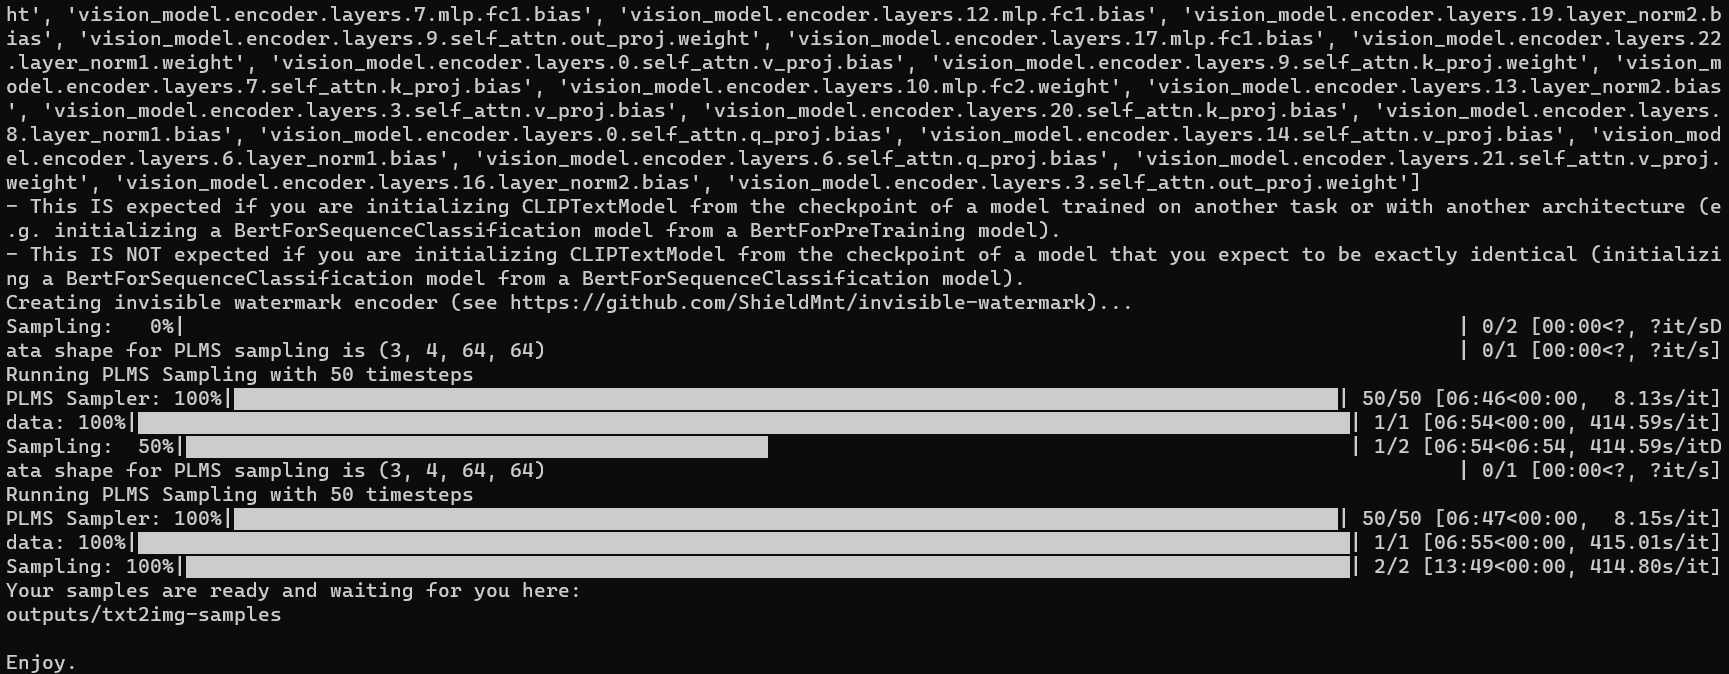 ht', 'vision_model.encoder.layers.7.mlp.fc1.bias', 'vision_model.encoder.layers.12.mlp.fc1.bias', 'vision_model.encoder.layers.19.layer_norm2.b
ias', 'vision_model.encoder.layers.9.self_attn.out_proj.weight', 'vision_model.encoder.layers.17.mlp.fc1.bias', 'vision_model.encoder.layers.22
.layer_norm1.weight', 'vision_model.encoder.layers.0.self_attn.v_proj.bias', 'vision_model.encoder.layers.9.self_attn.k_proj.weight', 'vision_m
odel.encoder.layers.7.self_attn.k_proj.bias', 'vision_model.encoder.layers.10.mlp.fc2.weight', 'vision_model.encoder.layers.13.layer_norm2.bias
', 'vision_model.encoder.layers.3.self_attn.v_proj.bias', 'vision_model.encoder.layers.20.self_attn.k_proj.bias', 'vision_model.encoder.layers.
8.layer_norm1.bias', 'vision_model.encoder.layers.0.self_attn.q_proj.bias', 'vision_model.encoder.layers.14.self_attn.v_proj.bias', 'vision_mod
el.encoder.layers.6.layer_norm1.bias', 'vision_model.encoder.layers.6.self_attn.q_proj.bias', 'vision_model.encoder.layers.21.self_attn.v_proj.
weight', 'vision_model.encoder.layers.16.layer_norm2.bias', 'vision_model.encoder.layers.3.self_attn.out_proj.weight']
- This IS expected if you are initializing CLIPTextModel from the checkpoint of a model trained on another task or with another architecture (e
.g. initializing a BertForSequenceClassification model from a BertForPreTraining model).
- This IS NOT expected if you are initializing CLIPTextModel from the checkpoint of a model that you expect to be exactly identical (initializi
ng a BertForSequenceClassification model from a BertForSequenceClassification model).
Creating invisible watermark encoder (see https://github.com/ShieldMnt/invisible-watermark)...
Sampling:   0%| | 0/2 [00:00<?, ?it/sD
ata shape for PLMS sampling is (3, 4, 64, 64) | 0/1 [00:00<?, ?it/s]
Running PLMS Sampling with 50 timesteps
PLMS Sampler: 100%| | 50/50 [06:46<00:00,  8.13s/it]
data: 100%| | 1/1 [06:54<00:00, 414.59s/it]
Sampling:  50%| | 1/2 [06:54<06:54, 414.59s/itD
ata shape for PLMS sampling is (3, 4, 64, 64) | 0/1 [00:00<?, ?it/s]
Running PLMS Sampling with 50 timesteps
PLMS Sampler: 100%| | 50/50 [06:47<00:00,  8.15s/it]
data: 100%| | 1/1 [06:55<00:00, 415.01s/it]
Sampling: 100%| | 2/2 [13:49<00:00, 414.80s/it]
Your samples are ready and waiting for you here:
outputs/txt2img-samples
Enjoy.